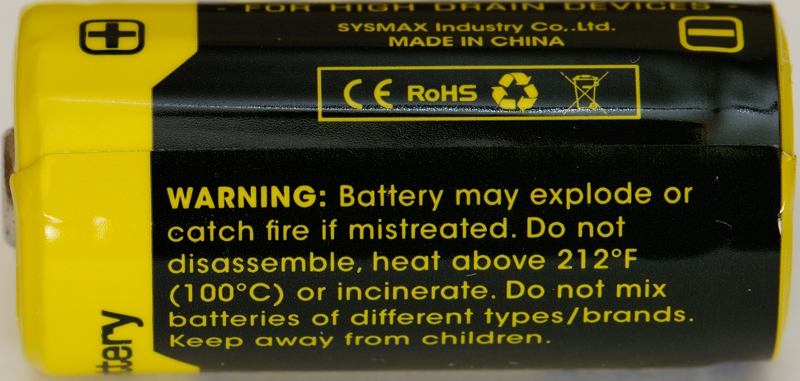 - FOR HIGH DRAIN DEVICES -
SYSMAX Industry Co,.Ltd.
MADE IN CHINA
CE RoHS
WARNING: Battery may explode or
catch fire if mistreated. Do not
disassemble, heat above 212°F
(100°C) or incinerate. Do not mix
batteries of different types/brands.
Keep away from children.
ttery